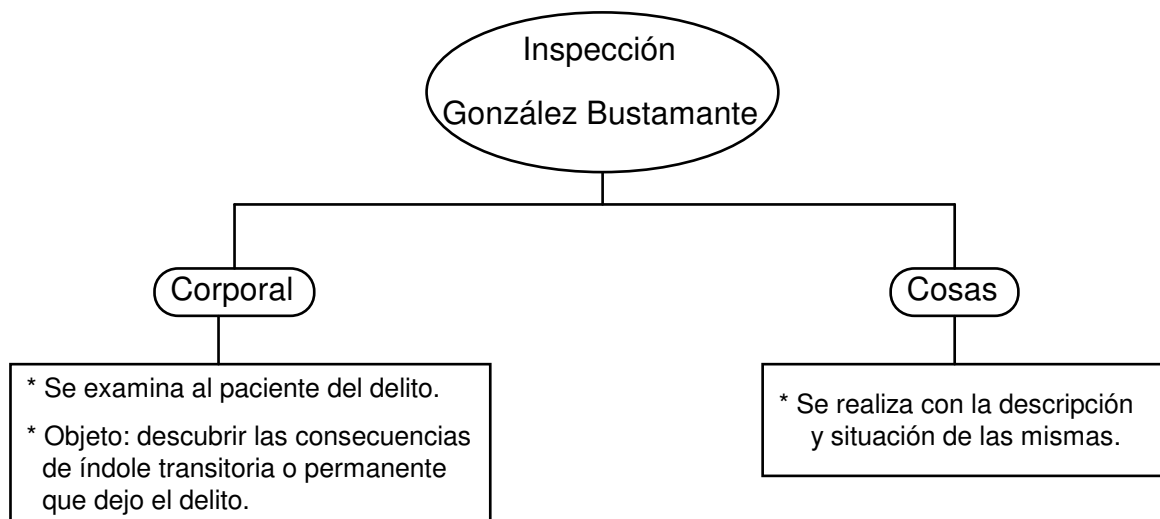 Inspección
González Bustamante
Corporal
Cosas
* Se examina al paciente del delito.
* Objeto: descubrir las consecuencias
de índole transitoria o permanente
que dejo el delito.
* Se realiza con la descripción
y situación de las mismas.